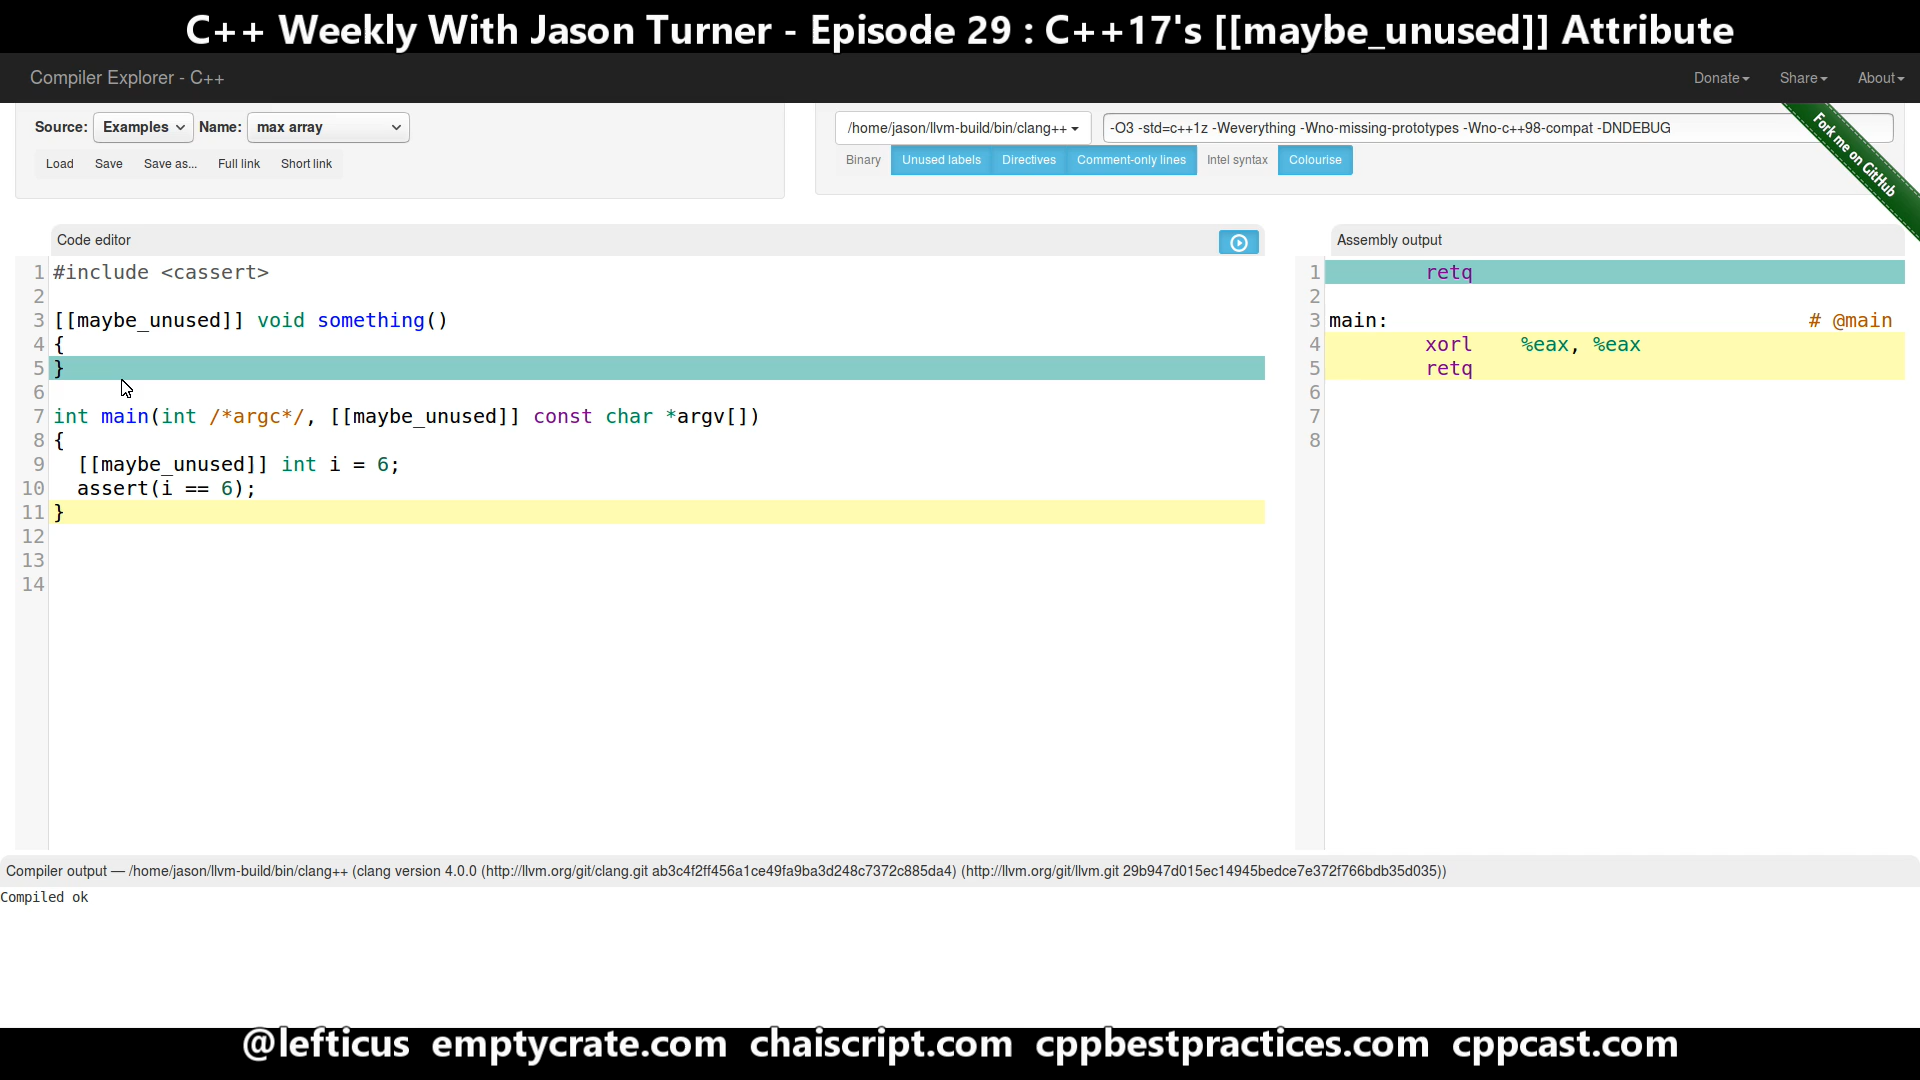 C++ Weekly With Jason Turner - Episode 29 : C++17's [[maybe_unused]] Attribute
Compiler Explorer - C++ Donate Share About
Source: Examples Name: max array
/home/jason/llvm-build/bin/clang++ -O3 -std=c++1z -Weverything -Wno-missing-prototypes -Wno-c++98-compat -DNDEBUG
Fork me on GitHub
Load Save Save as... Full link Short link
Binary Unused labels Directives Comment-only lines Intel syntax Colourise
Code editor
1 #include <cassert>
2
3 [[maybe_unused]] void something()
4 {
5 }
6
7 int main(int /*argc*/, [[maybe_unused]] const char *argv[])
8 {
9   [[maybe_unused]] int i = 6;
10   assert(i == 6);
11 }
12
13
14
Assembly output
1         retq
2
3 main:                                   # @main
4         xorl    %eax, %eax
5         retq
6
7
8
Compiler output — /home/jason/llvm-build/bin/clang++ (clang version 4.0.0 (http://llvm.org/git/clang.git ab3c4f2ff456a1ce49fa9ba3d248c7372c885da4) (http://llvm.org/git/llvm.git 29b947d015ec14945bedce7e372f766bdb35d035))
Compiled ok
@lefticus emptycrate.com chaiscript.com cppbestpractices.com cppcast.com